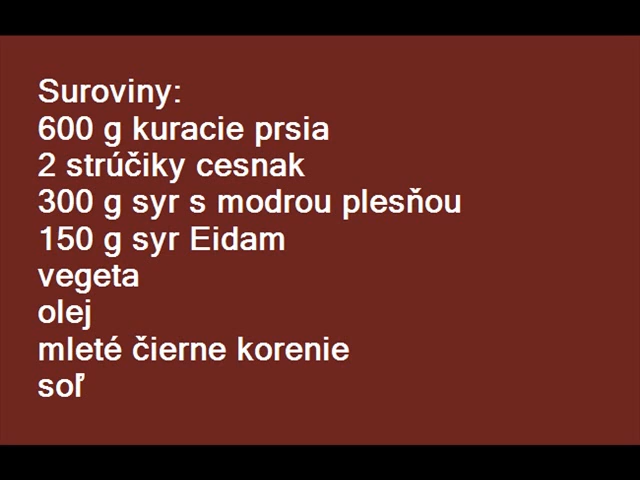 Suroviny:
600 g kuracie prsia
2 strúčiky cesnak
300 g syr s modrou plesňou
150 g syr Eidam
vegeta
olej
mleté čierne korenie
soľ